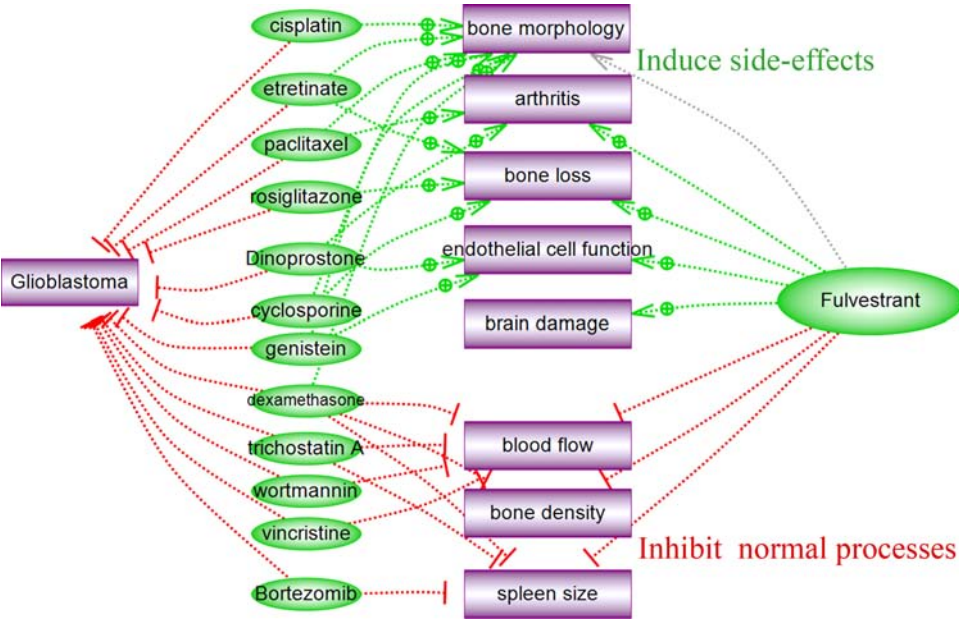 cisplatin
bone morphology
Induce side-effects
etretinate
arthritis
paclitaxel
bone loss
rosiglitazone
endothelial cell function
Dinoprostone
Glioblastoma
Fulvestrant
cyclosporine
brain damage
genistein
dexamethasone
blood flow
trichostatin A
wortmannin
bone density
vincristine
Inhibit normal processes
Bortezomib
spleen size